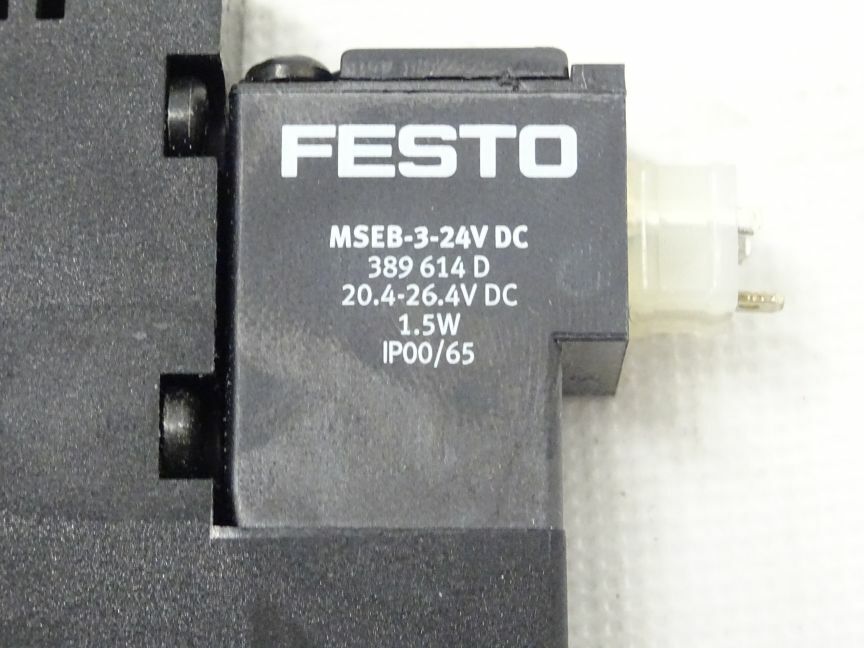 FESTO
MSEB-3-24V DC
389 614 D
20.4-26.4V DC
1.5W
IP00/65